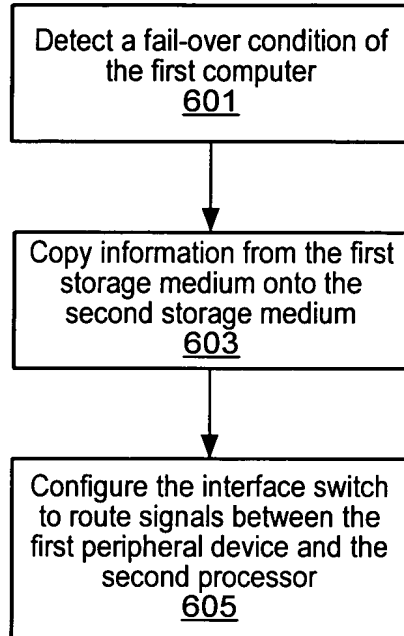 Detect a fail-over condition of
the first computer
601
Copy information from the first
storage medium onto the
second storage medium
603
Configure the interface switch
to route signals between the
first peripheral device and the
second processor
605